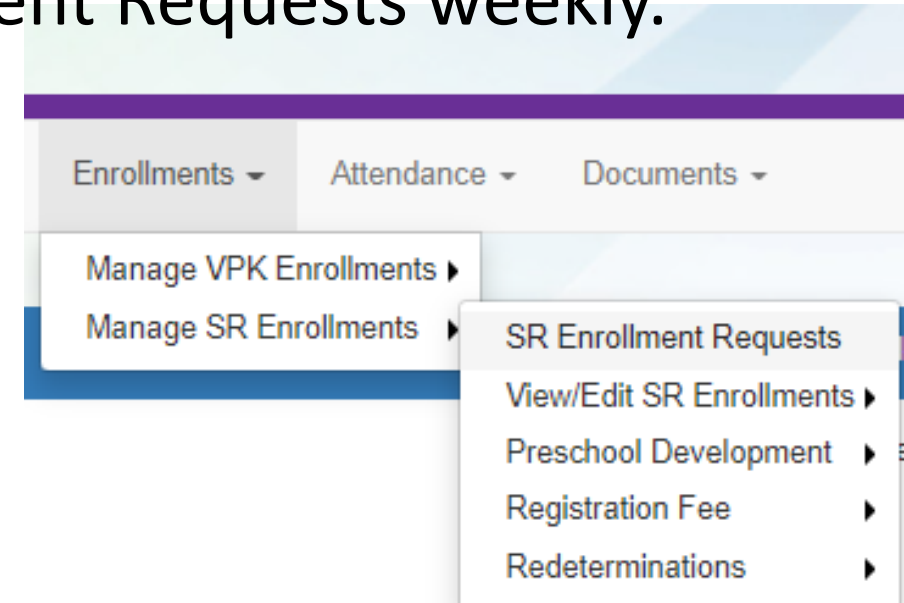 ent Requests weekly.
Enrollments Attendance Documents
Manage VPK Enrollments
Manage SR Enrollments
SR Enrollment Requests
View/Edit SR Enrollments
Preschool Development
Registration Fee
Redeterminations